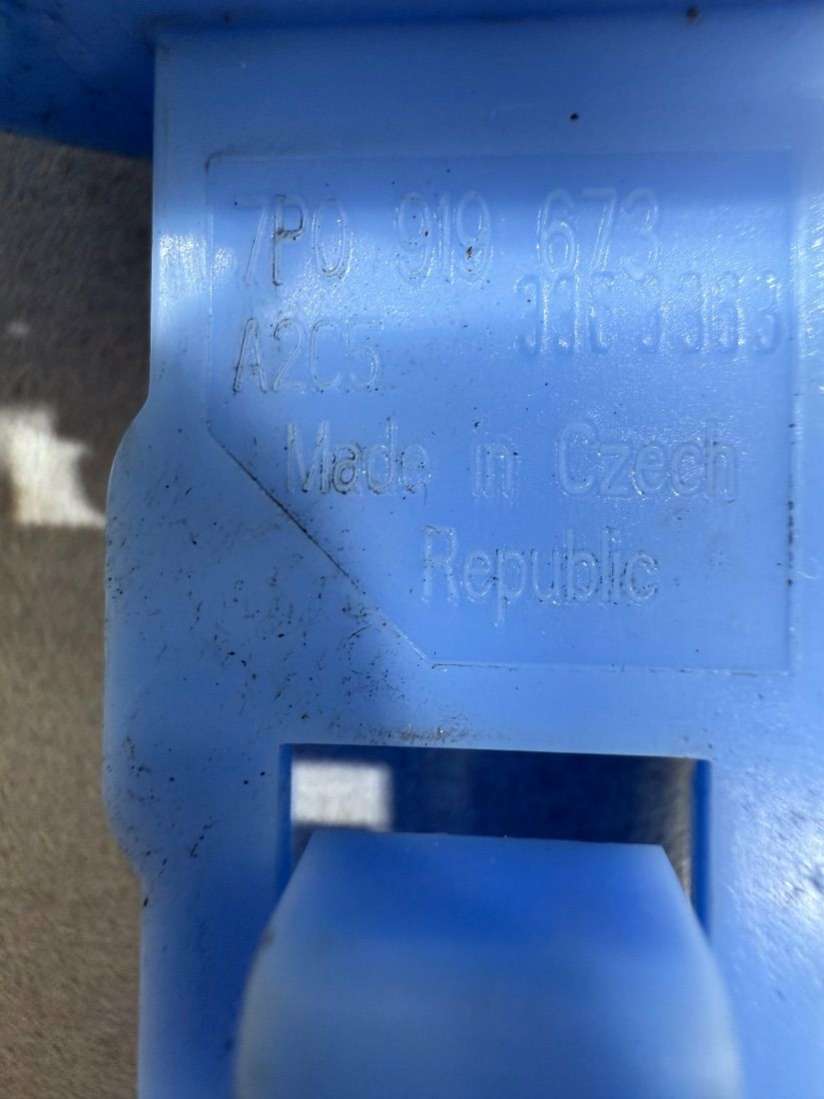 7P0 919 673
A2C5
Made in Czech
Republic